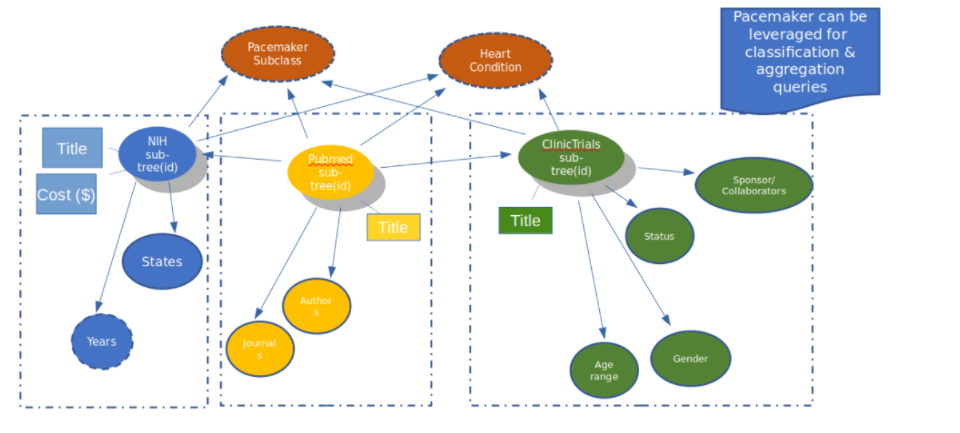 Pacemaker
Subclass
Heart
Condition
Pacemaker can be
leveraged for
classification &
aggregation
queries
Title
Cost ($)
NIH
sub-
tree(id)
States
Years
Pubmed
sub-
tree(id)
Title
Author
s
Journal
s
ClinicTrials
sub-
tree(id)
Title
Sponsor/
Collaborators
Status
Age
range
Gender